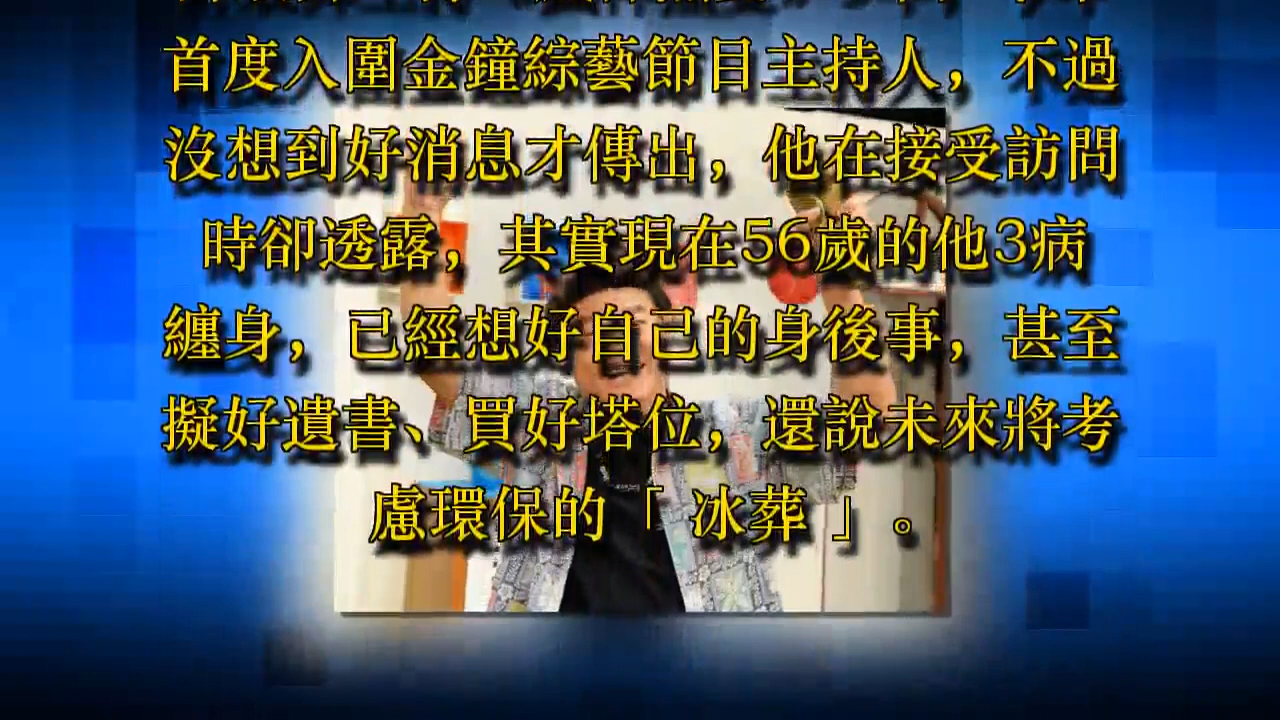 首度入圍金鐘綜藝節目主持人，不過
沒想到好消息才傳出，他在接受訪問
時卻透露，其實現在56歲的他3病
纏身，已經想好自己的身後事，甚至
擬好遺書、買好塔位，還說未來將考
慮環保的「 冰葬 」。